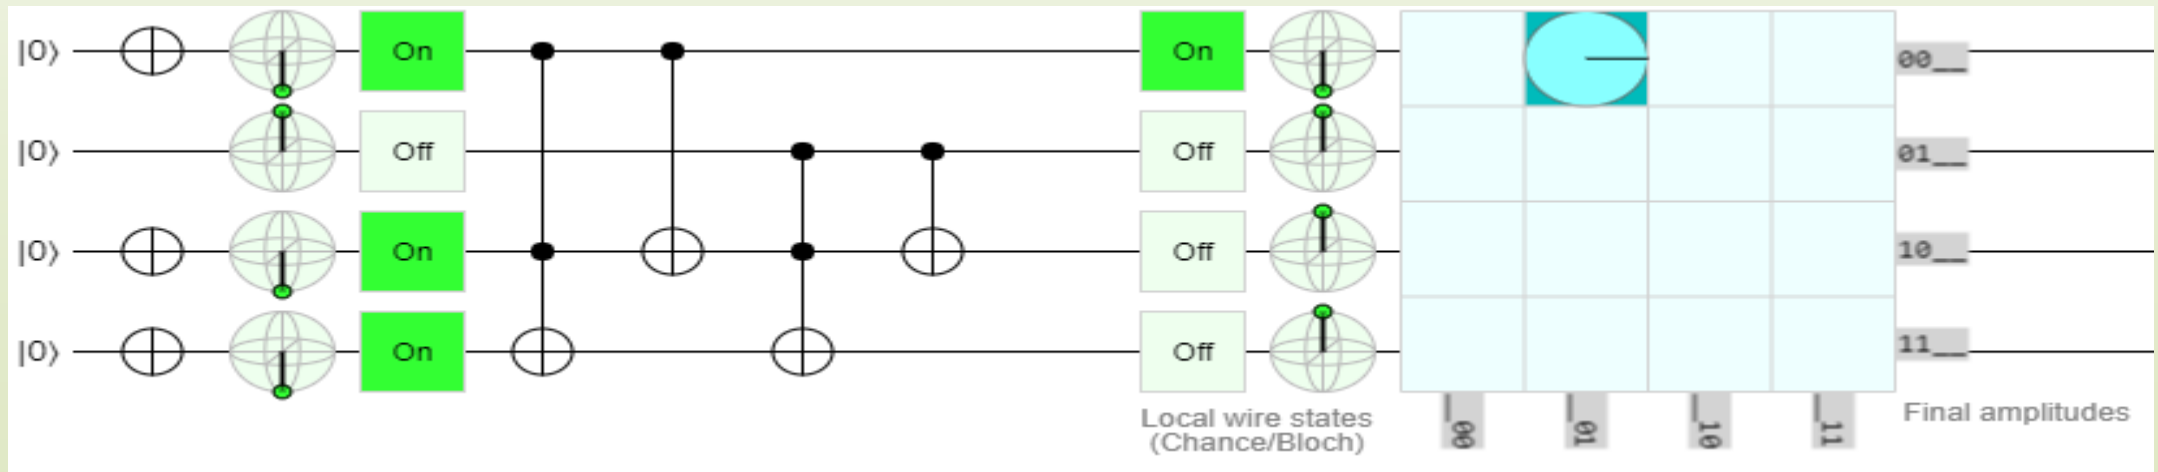 |0⟩ On On 00__
|0⟩ Off Off 01__
|0⟩ On Off 10__
|0⟩ On Off 11__
Local wire states
(Chance/Bloch)
__00 __01 __10 __11
Final amplitudes